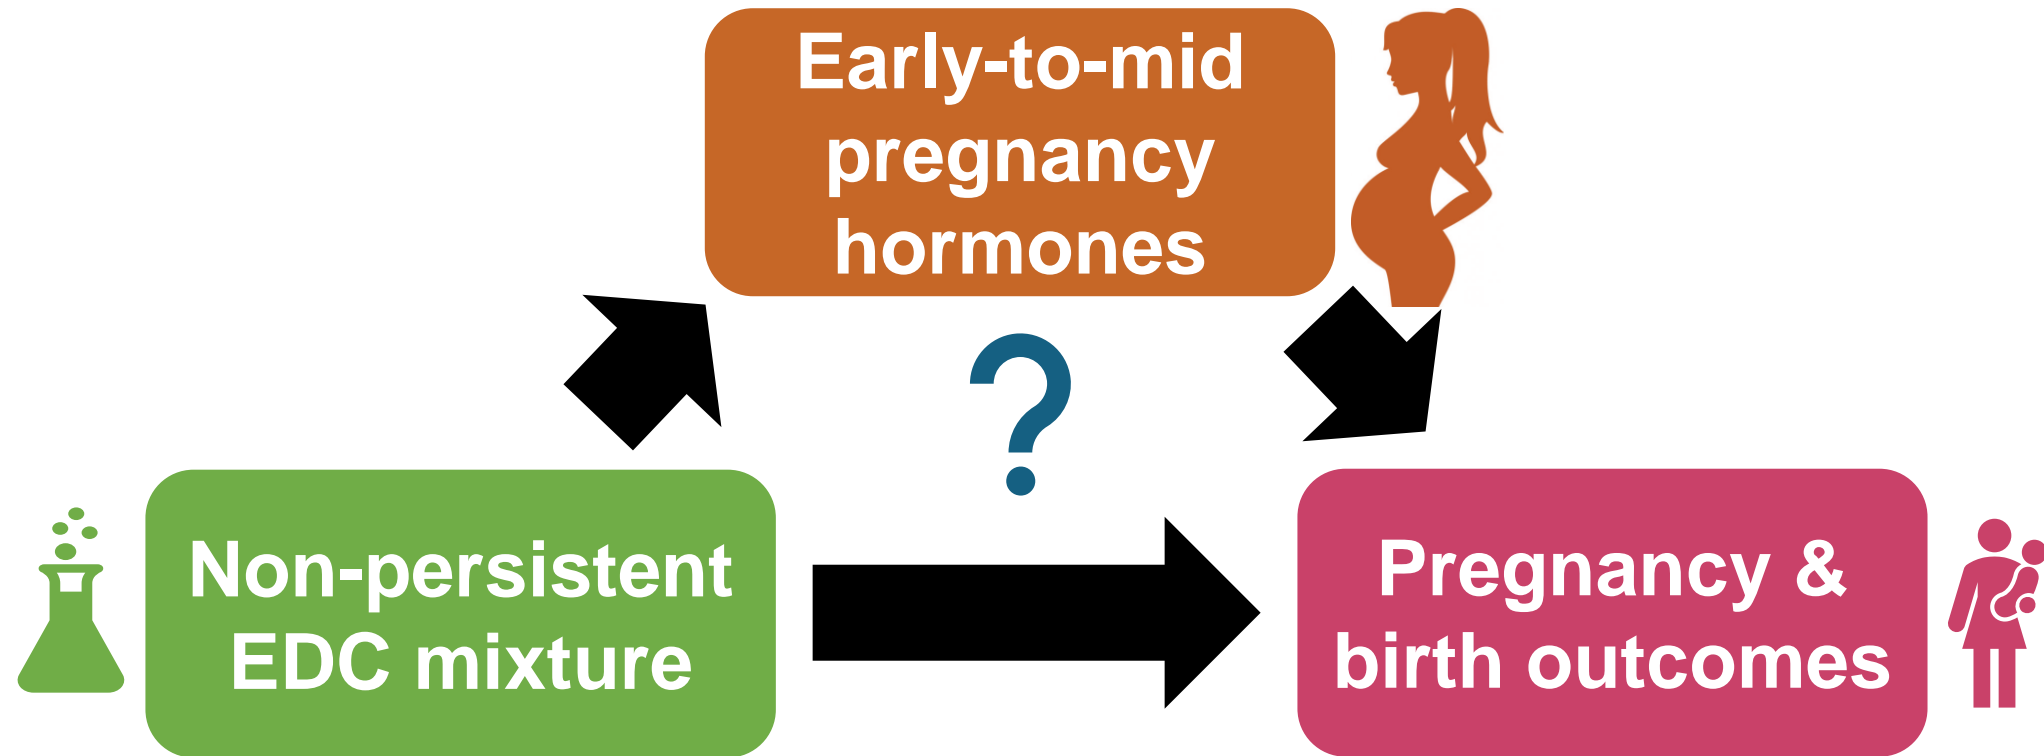 Early-to-mid
pregnancy
hormones
?
Non-persistent
EDC mixture
Pregnancy &
birth outcomes